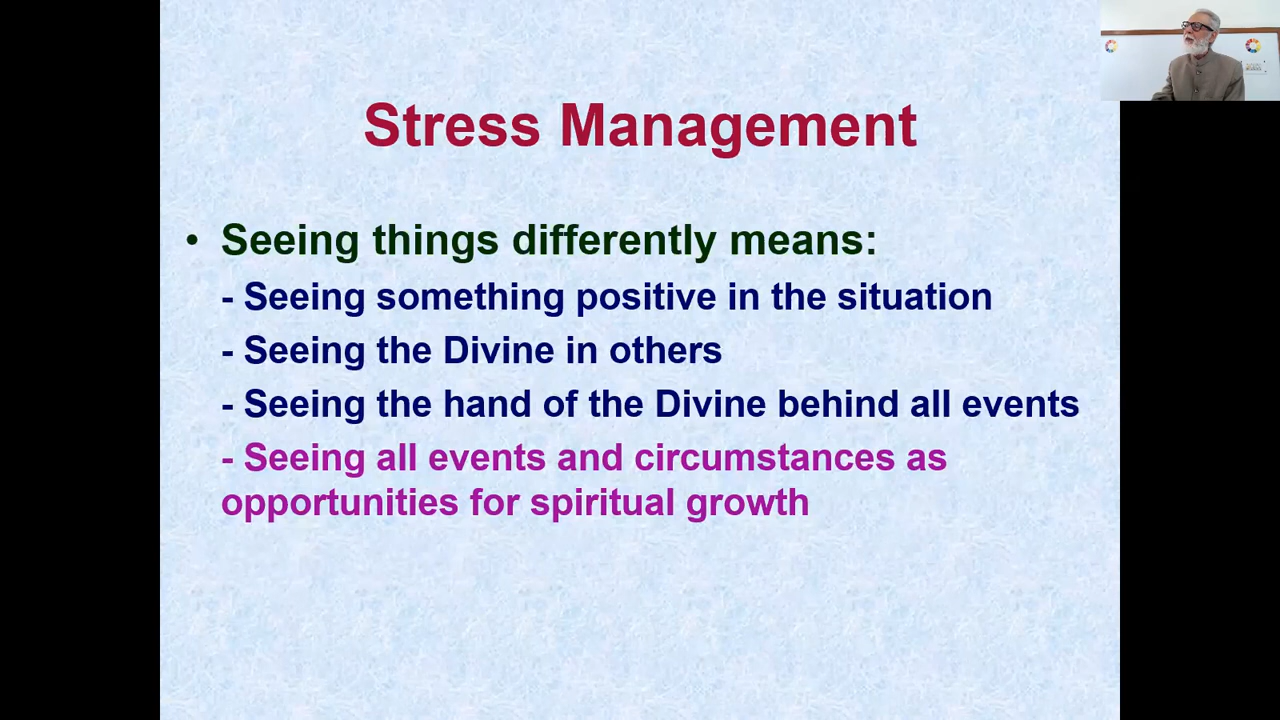 Stress Management
• Seeing things differently means:
- Seeing something positive in the situation
- Seeing the Divine in others
- Seeing the hand of the Divine behind all events
- Seeing all events and circumstances as
opportunities for spiritual growth